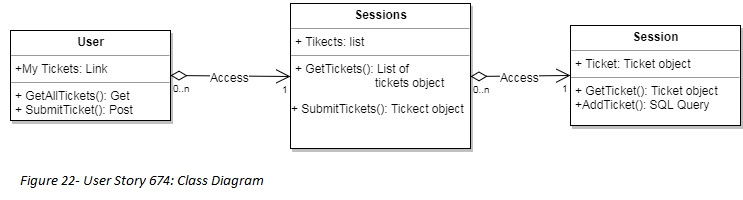 User
+My Tickets: Link
+ GetAllTickets(): Get
+ SubmitTicket(): Post
Access
0..n
1
Sessions
+ Tikects: list
+ GetTickets(): List of
tickets object
+ SubmitTickets(): Tickect object
Access
0..n
1
Session
+ Ticket: Ticket object
+ GetTicket(): Ticket object
+AddTicket(): SQL Query
Figure 22- User Story 674: Class Diagram